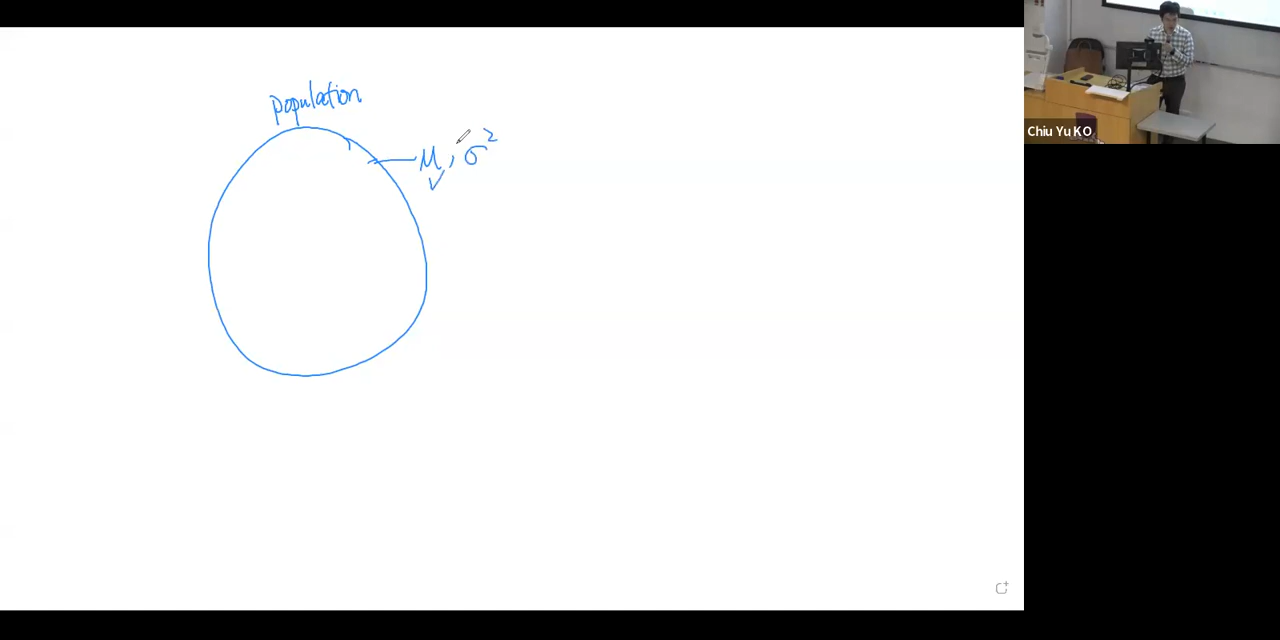 population
μ, σ²
Chiu Yu KO